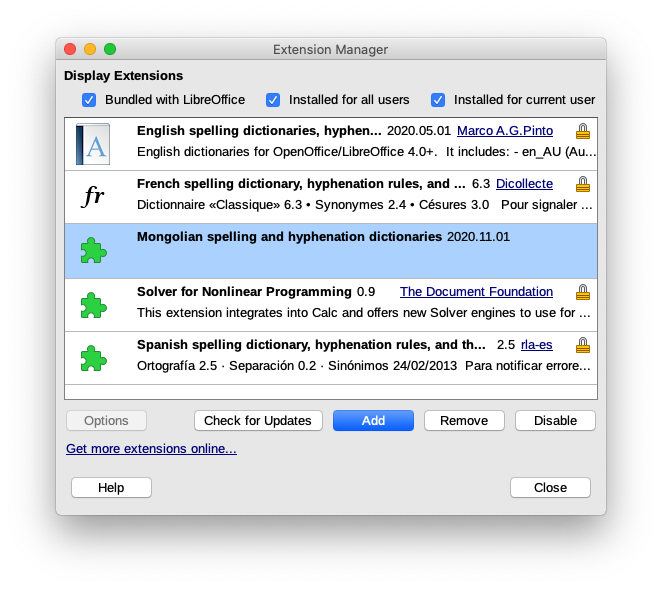 Extension Manager
Display Extensions
Bundled with LibreOffice Installed for all users Installed for current user
English spelling dictionaries, hyphen... 2020.05.01 Marco A.G.Pinto
English dictionaries for OpenOffice/LibreOffice 4.0+. It includes: - en_AU (Au...
fr
French spelling dictionary, hyphenation rules, and ... 6.3 Dicollecte
Dictionnaire «Classique» 6.3 • Synonymes 2.4 • Césures 3.0 Pour signaler ...
Mongolian spelling and hyphenation dictionaries 2020.11.01
Solver for Nonlinear Programming 0.9 The Document Foundation
This extension integrates into Calc and offers new Solver engines to use for ...
Spanish spelling dictionary, hyphenation rules, and th... 2.5 rla-es
Ortografía 2.5 · Separación 0.2 · Sinónimos 24/02/2013 Para notificar errore...
Options Check for Updates Add Remove Disable
Get more extensions online...
Help Close